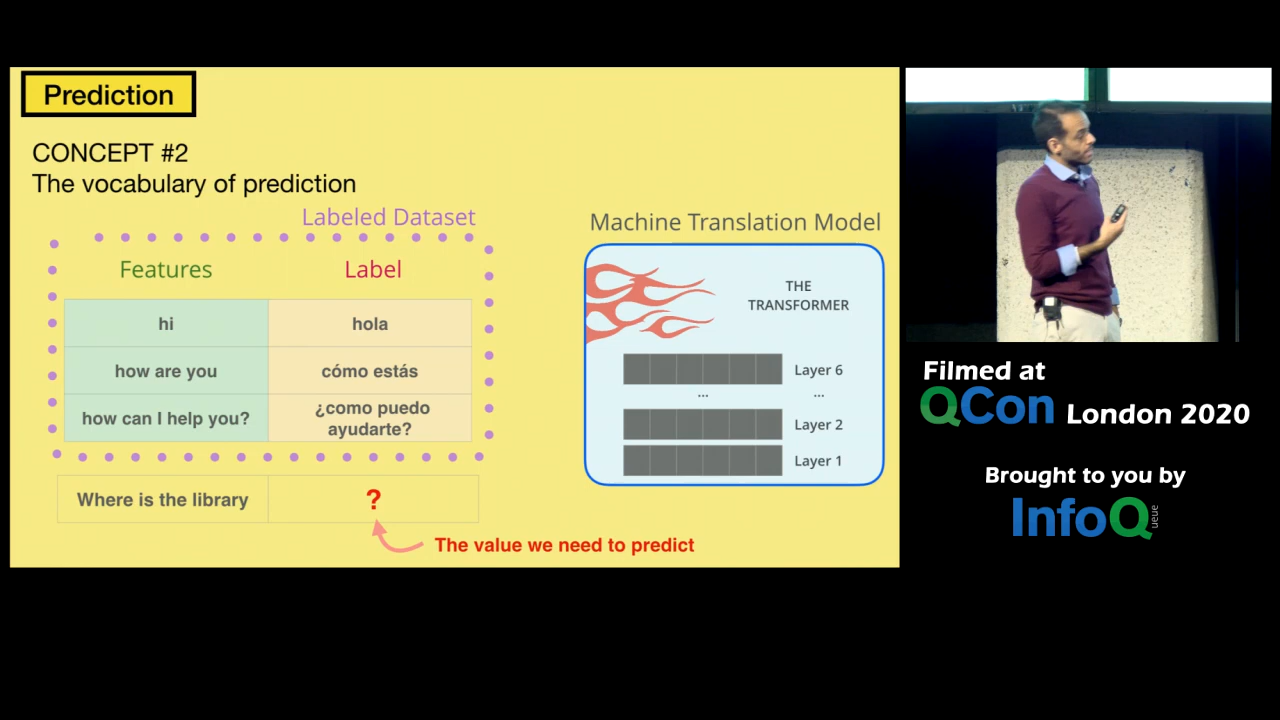 Prediction
CONCEPT #2
The vocabulary of prediction
Labeled Dataset
Features Label
hi hola
how are you cómo estás
how can I help you? ¿como puedo
ayudarte?
Where is the library ?
The value we need to predict
Machine Translation Model
THE
TRANSFORMER
Layer 6
... ...
Layer 2
Layer 1
Filmed at
QCon London 2020
Brought to you by
InfoQueue